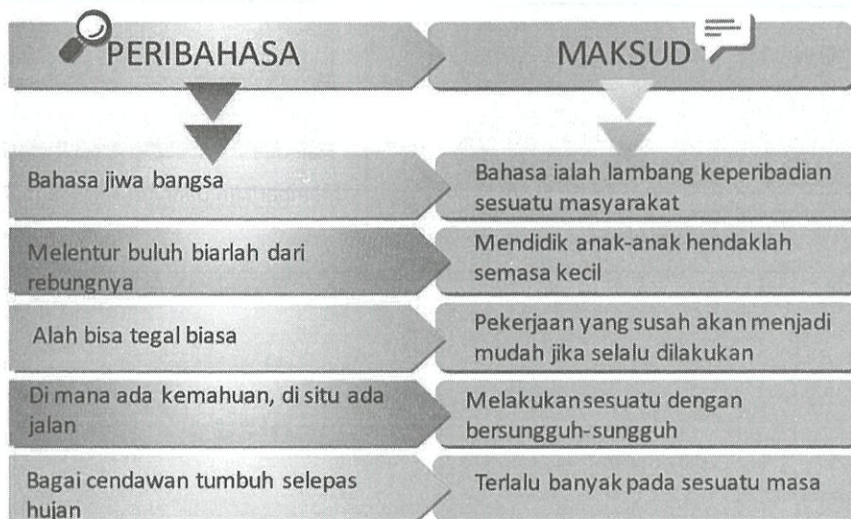 PERIBAHASA
MAKSUD
Bahasa jiwa bangsa
Bahasa ialah lambang keperibadian
sesuatu masyarakat
Melentur buluh biarlah dari
rebungnya
Mendidik anak-anak hendaklah
semasa kecil
Alah bisa tegal biasa
Pekerjaan yang susah akan menjadi
mudah jika selalu dilakukan
Di mana ada kemahuan, di situ ada
jalan
Melakukan sesuatu dengan
bersungguh-sungguh
Bagai cendawan tumbuh selepas
hujan
Terlalu banyak pada sesuatu masa